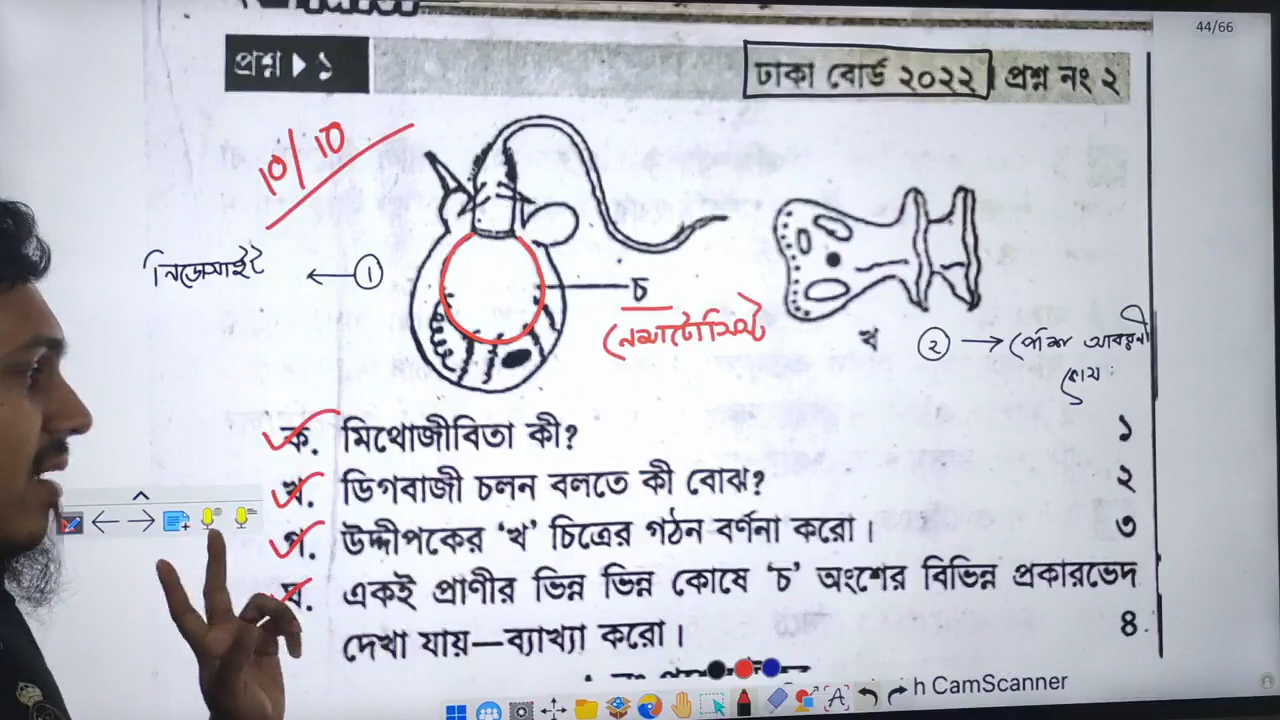 44/66
প্রশ্ন ▶ ১
ঢাকা বোর্ড ২০২২ । প্রশ্ন নং ২
10/10
নিডোসাইট ← ①
চ
নেমাটোসিস্ট
খ
② → পেশি আবরণী
কোষ
ক. মিথোজীবিতা কী? ১
খ. ডিগবাজী চলন বলতে কী বোঝ? ২
গ. উদ্দীপকের ‘খ’ চিত্রের গঠন বর্ণনা করো। ৩
ঘ. একই প্রাণীর ভিন্ন ভিন্ন কোষে ‘চ’ অংশের বিভিন্ন প্রকারভেদ
দেখা যায়—ব্যাখ্যা করো। ৪
h CamScanner